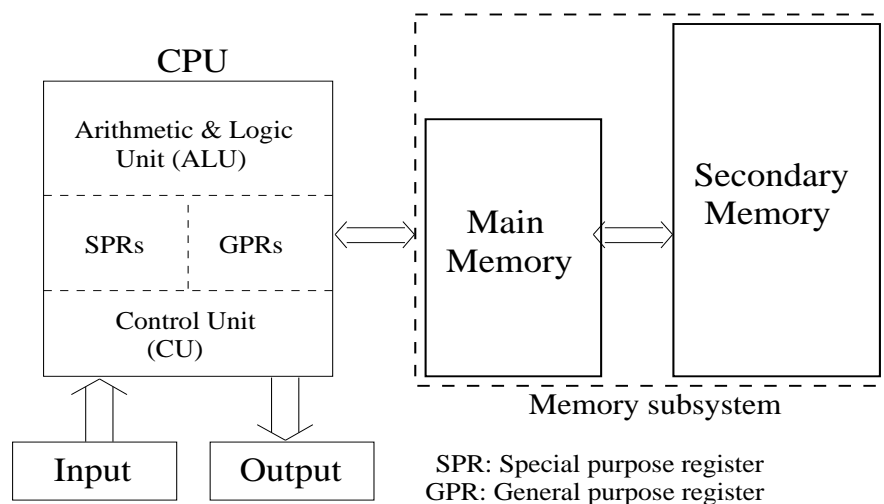 CPU
Arithmetic & Logic
Unit (ALU)
SPRs
GPRs
Control Unit
(CU)
Main
Memory
Secondary
Memory
Memory subsystem
Input
Output
SPR: Special purpose register
GPR: General purpose register